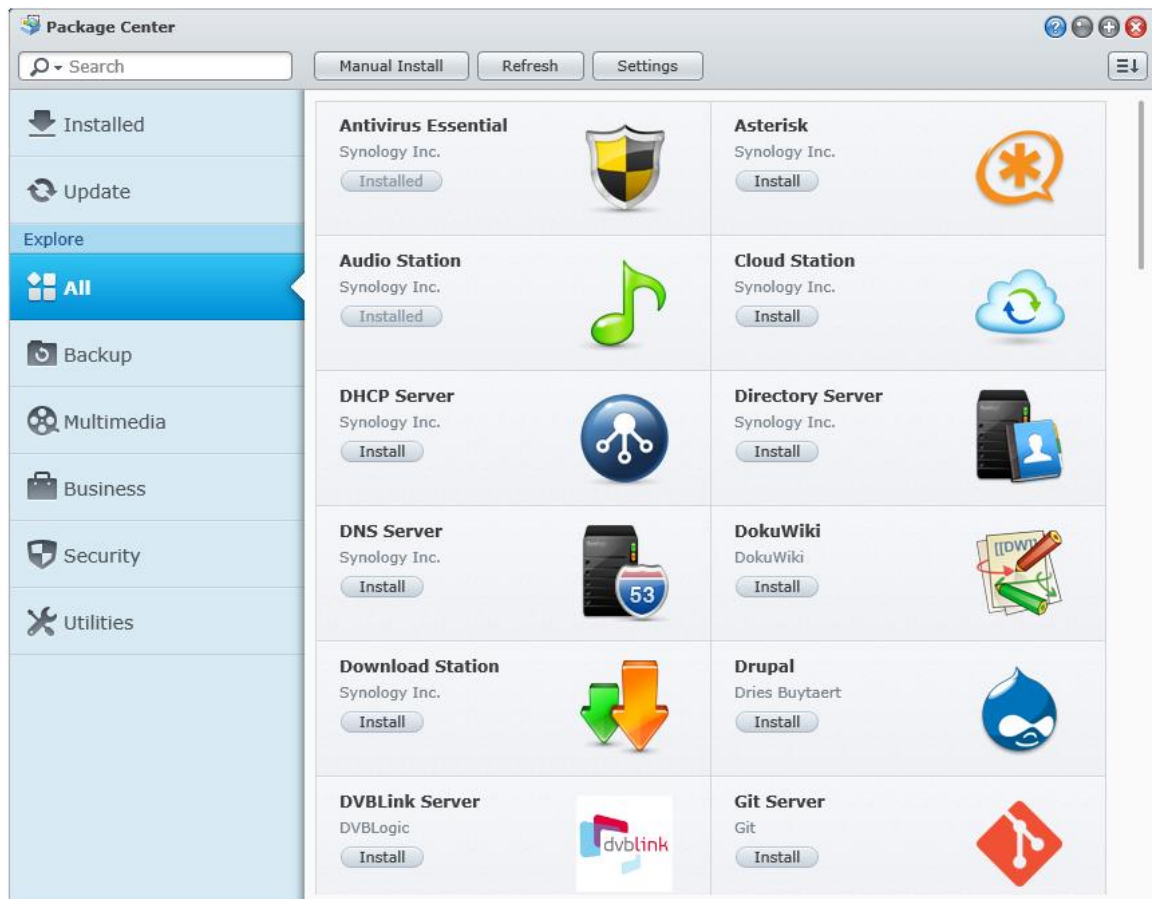 Package Center
Search
Manual Install
Refresh
Settings
Installed
Update
Explore
All
Backup
Multimedia
Business
Security
Utilities
Antivirus Essential
Synology Inc.
Installed
Asterisk
Synology Inc.
Install
Audio Station
Synology Inc.
Installed
Cloud Station
Synology Inc.
Install
DHCP Server
Synology Inc.
Install
Directory Server
Synology Inc.
Install
DNS Server
Synology Inc.
Install
53
DokuWiki
DokuWiki
Install
[[DW]]
Download Station
Synology Inc.
Install
Drupal
Dries Buytaert
Install
DVBLink Server
DVBLogic
Install
dvblink
Git Server
Git
Install